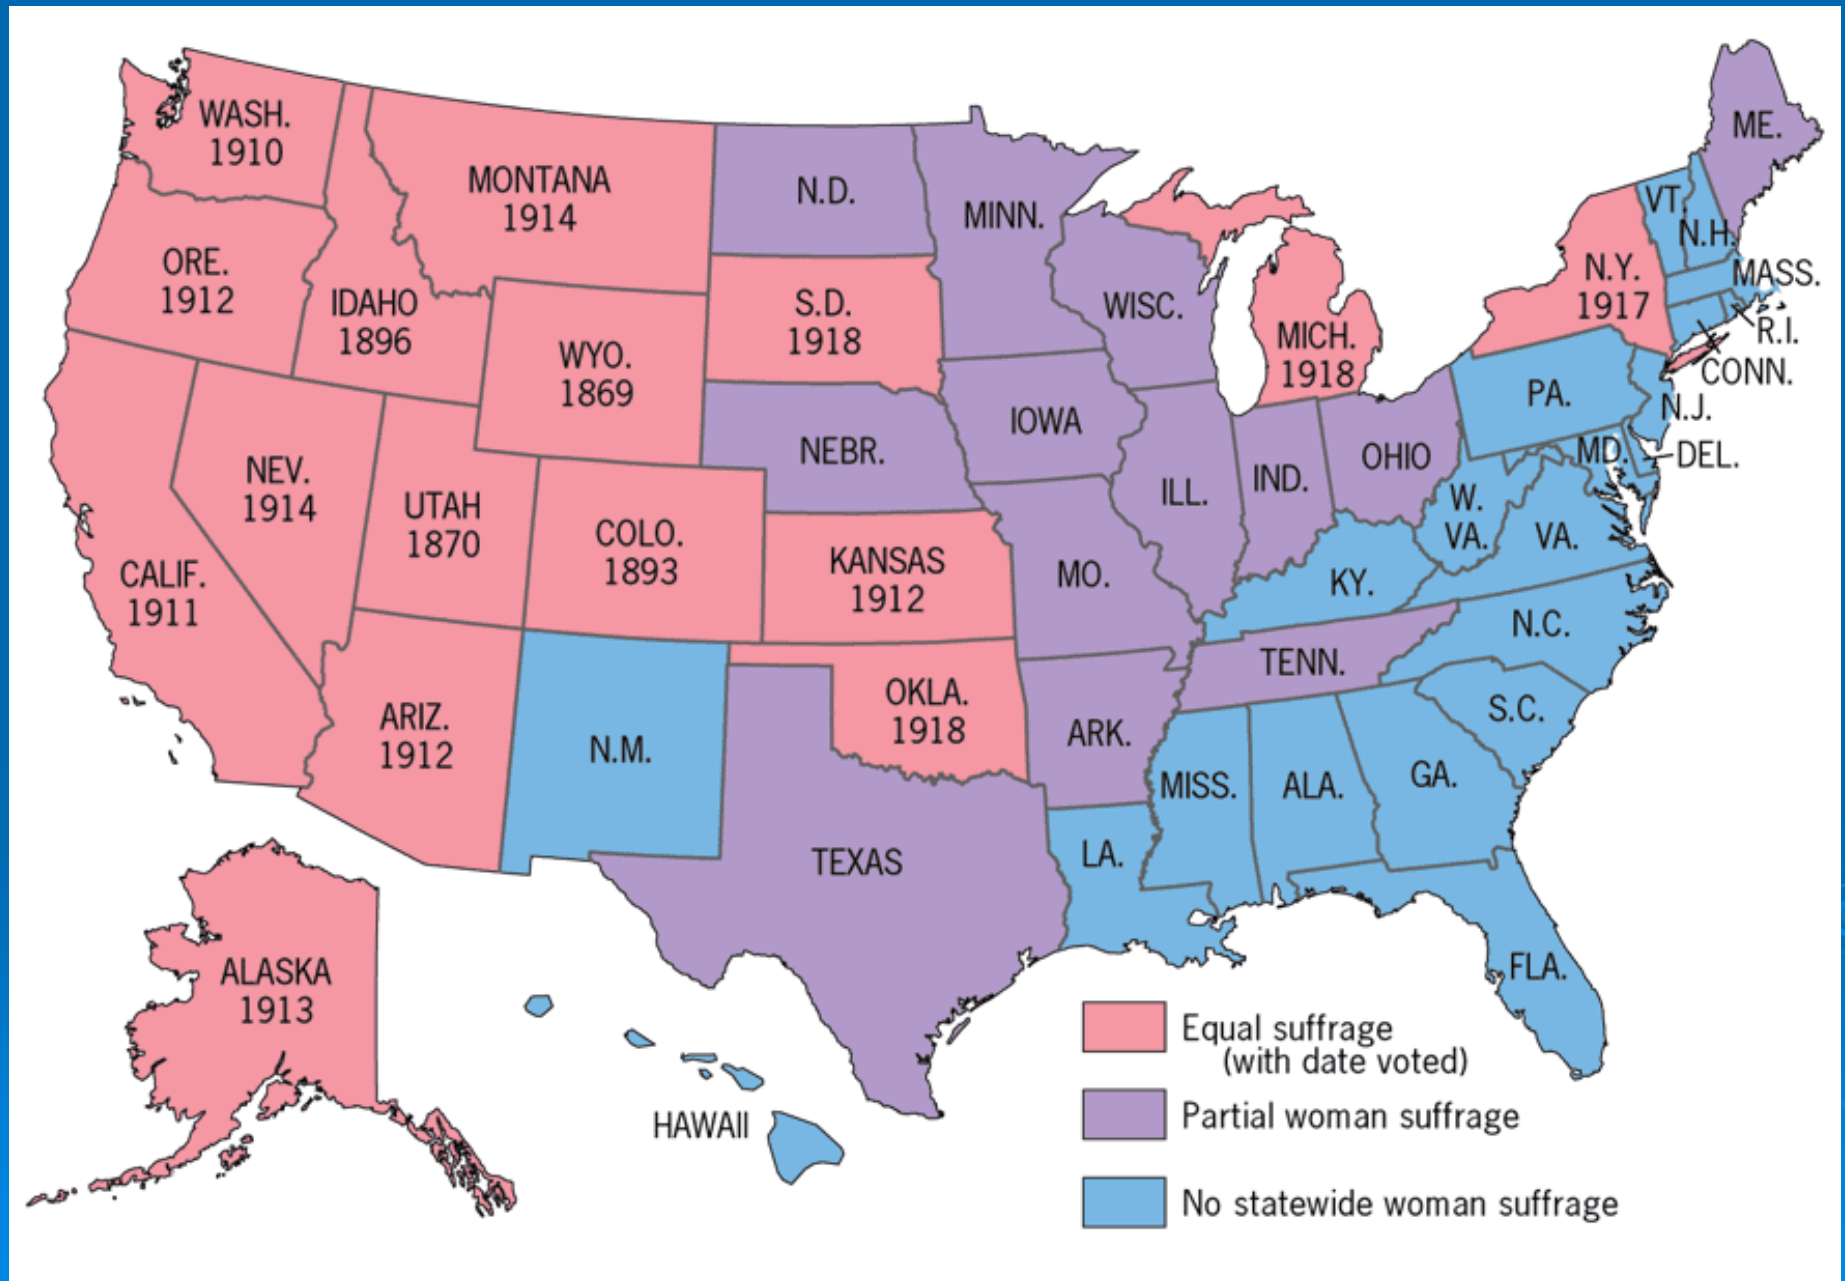 WASH.
1910
MONTANA
1914
N.D.
MINN.
ME.
VT.
N.H.
ORE.
1912
IDAHO
1896
WYO.
1869
S.D.
1918
WISC.
MICH.
1918
N.Y.
1917
MASS.
R.I.
CONN.
NEV.
1914
UTAH
1870
COLO.
1893
NEBR.
IOWA
ILL.
IND.
OHIO
PA.
N.J.
MD.
DEL.
CALIF.
1911
KANSAS
1912
MO.
KY.
W.
VA.
VA.
ARIZ.
1912
N.M.
OKLA.
1918
ARK.
TENN.
N.C.
S.C.
TEXAS
LA.
MISS.
ALA.
GA.
FLA.
ALASKA
1913
HAWAII
Equal suffrage
(with date voted)
Partial woman suffrage
No statewide woman suffrage